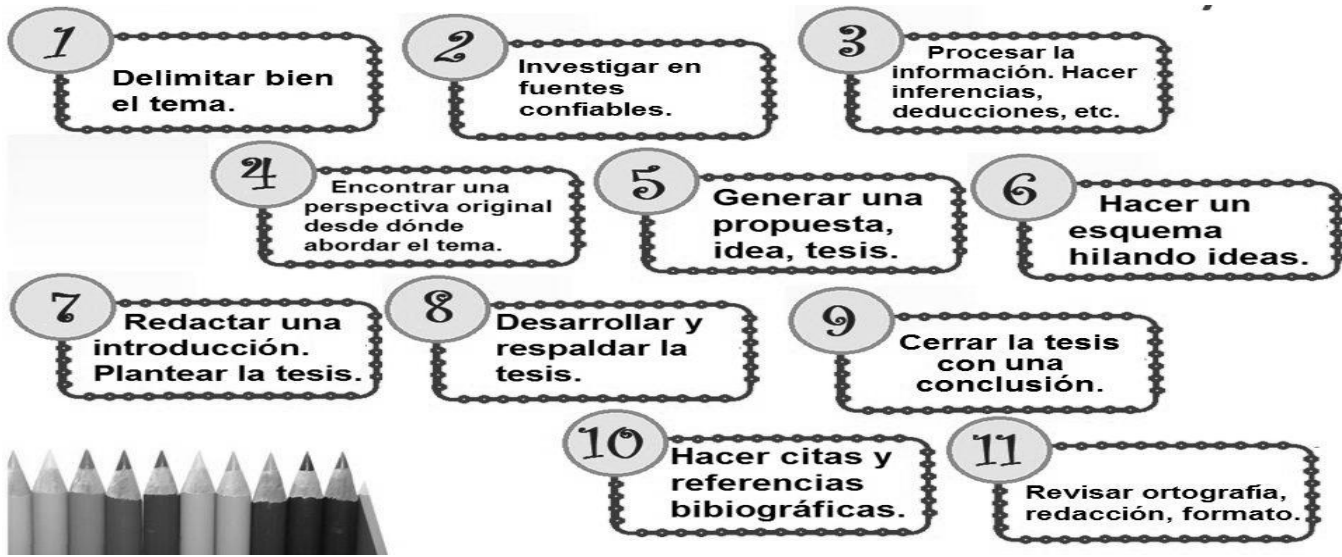 1
Delimitar bien
el tema.
2
Investigar en
fuentes
confiables.
3
Procesar la
información. Hacer
inferencias,
deducciones, etc.
4
Encontrar una
perspectiva original
desde dónde
abordar el tema.
5
Generar una
propuesta,
idea, tesis.
6
Hacer un
esquema
hilando ideas.
7
Redactar una
introducción.
Plantear la tesis.
8
Desarrollar y
respaldar la
tesis.
9
Cerrar la tesis
con una
conclusión.
10
Hacer citas y
referencias
bibiográficas.
11
Revisar ortografía,
redacción, formato.